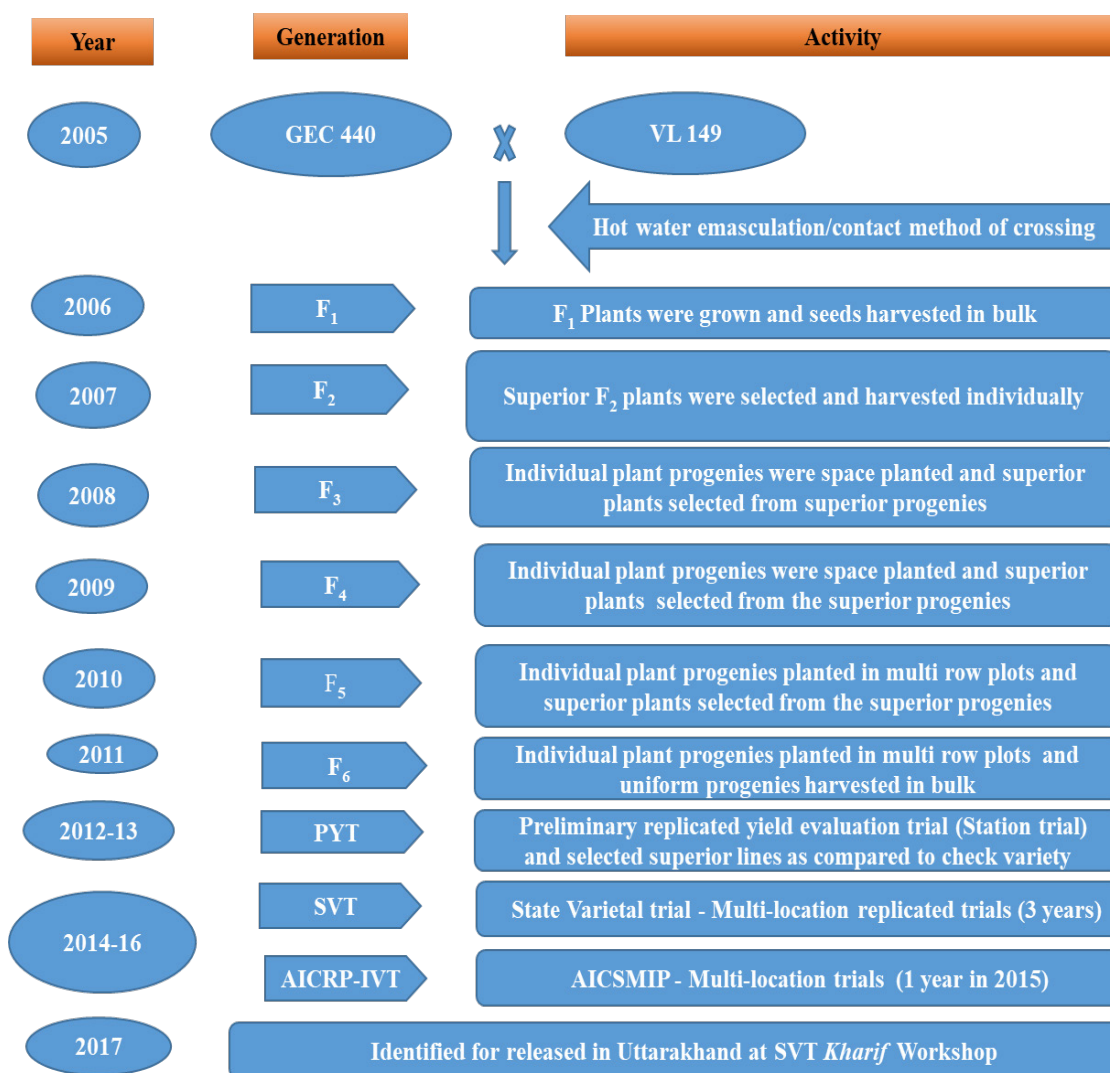 Year Generation Activity
2005 GEC 440 VL 149
Hot water emasculation/contact method of crossing
2006 F₁ F₁ Plants were grown and seeds harvested in bulk
2007 F₂ Superior F₂ plants were selected and harvested individually
2008 F₃ Individual plant progenies were space planted and superior
plants selected from superior progenies
2009 F₄ Individual plant progenies were space planted and superior
plants selected from the superior progenies
2010 F₅ Individual plant progenies planted in multi row plots and
superior plants selected from the superior progenies
2011 F₆ Individual plant progenies planted in multi row plots and
uniform progenies harvested in bulk
2012-13 PYT Preliminary replicated yield evaluation trial (Station trial)
and selected superior lines as compared to check variety
2014-16 SVT State Varietal trial - Multi-location replicated trials (3 years)
AICRP-IVT AICSMIP - Multi-location trials (1 year in 2015)
2017 Identified for released in Uttarakhand at SVT Kharif Workshop